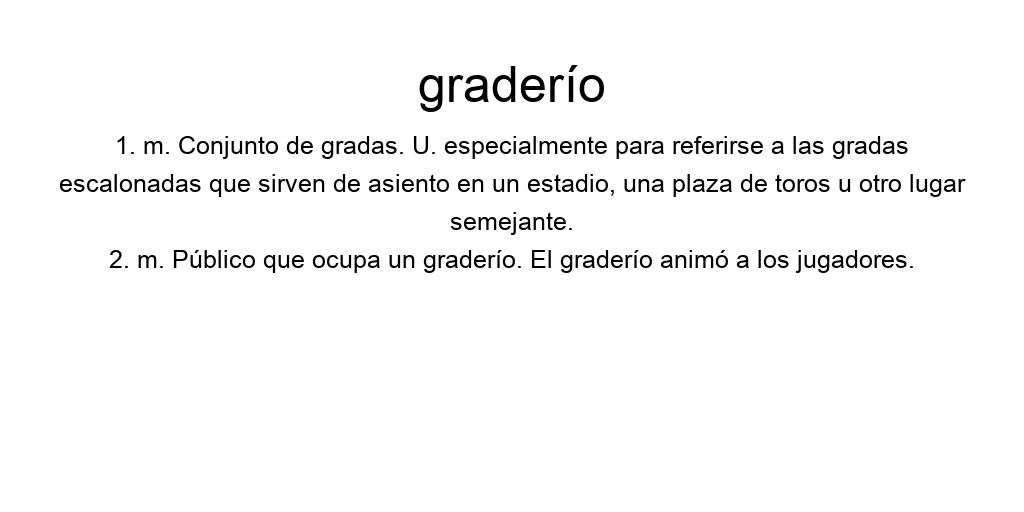 graderío
1. m. Conjunto de gradas. U. especialmente para referirse a las gradas
escalonadas que sirven de asiento en un estadio, una plaza de toros u otro lugar
semejante.
2. m. Público que ocupa un graderío. El graderío animó a los jugadores.